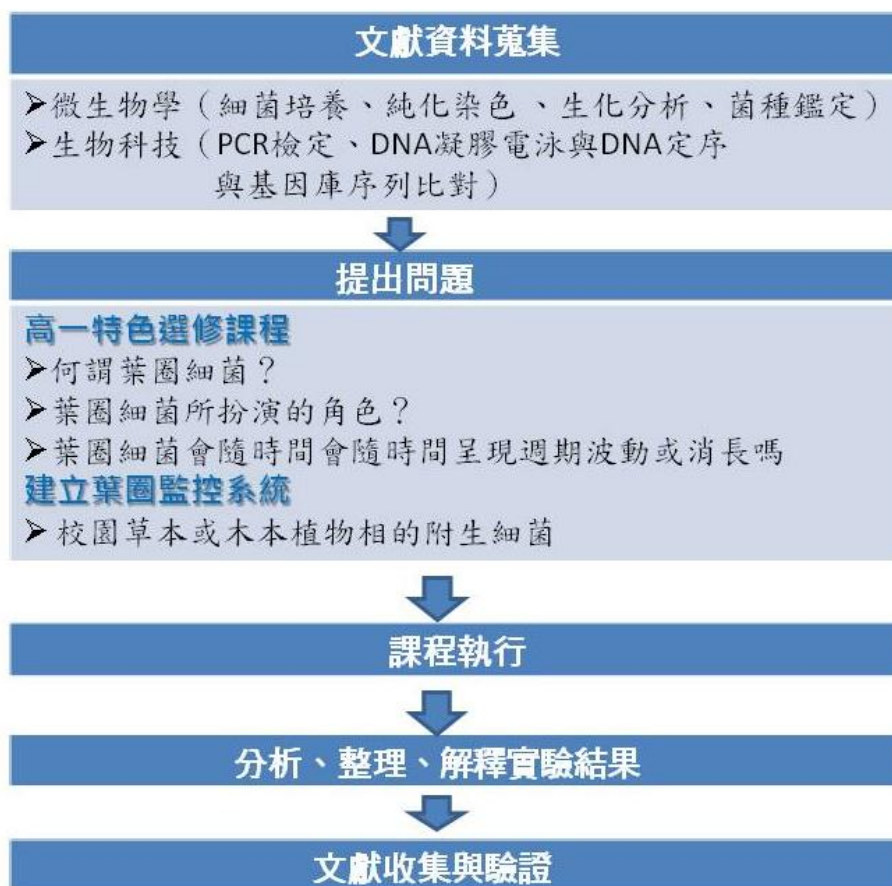 文獻資料蒐集
➢微生物學（細菌培養、純化染色、生化分析、菌種鑑定）
➢生物科技（PCR檢定、DNA凝膠電泳與DNA定序
與基因庫序列比對）
提出問題
高一特色選修課程
➢何謂葉圈細菌？
➢葉圈細菌所扮演的角色？
➢葉圈細菌會隨時間會隨時間呈現週期波動或消長嗎
建立葉圈監控系統
➢校園草本或木本植物相的附生細菌
課程執行
分析、整理、解釋實驗結果
文獻收集與驗證